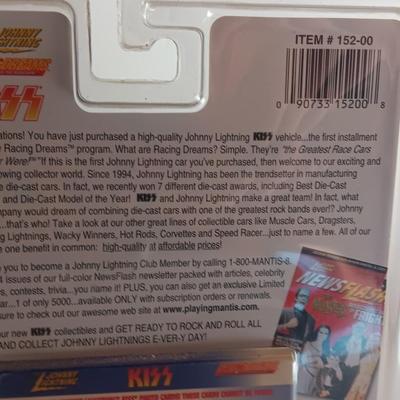 JOHNNY
LIGHTNING
ITEM # 152-00
0 90733 15200 8
KISS
ations! You have just purchased a high-quality Johnny Lightning KISS vehicle...the first installment
e Racing Dreams™ program. What are Racing Dreams? Simple. They're "the Greatest Race Cars
r Were!" If this is the first Johnny Lightning car you've purchased, then welcome to our exciting and
ewing collector world. Since 1994, Johnny Lightning has been the trendsetter in manufacturing
e die-cast cars. In fact, we recently won 7 different die-cast awards, including Best Die-Cast
and Die-Cast Model of the Year! KISS and Johnny Lightning make a great team! In fact, what
mpany would dream of combining die-cast cars with one of the greatest rock bands ever!? Johnny
...that's who! Take a look at our other great lines of collectible cars like Muscle Cars, Dragsters,
g Lightnings, Wacky Winners, Hot Rods, Corvettes and Speed Racer...just to name a few. All of our
one benefit in common: high-quality at affordable prices!
e you to become a Johnny Lightning Club Member by calling 1-800-MANTIS-8.
4 issues of our full-color NewsFlash newsletter packed with articles, celebrity
s, contests, trivia...you name it! PLUS, you can also get an exclusive Limited
ar...1 of only 5000...available ONLY with subscription orders or renewals.
sure to check out our awesome web site at www.playingmantis.com
ur new KISS collectibles and GET READY TO ROCK AND ROLL ALL
AND COLLECT JOHNNY LIGHTNINGS E-VER-Y DAY!
NEWSFLASH
FRIGHT
JOHNNY
LIGHTNING
KISS